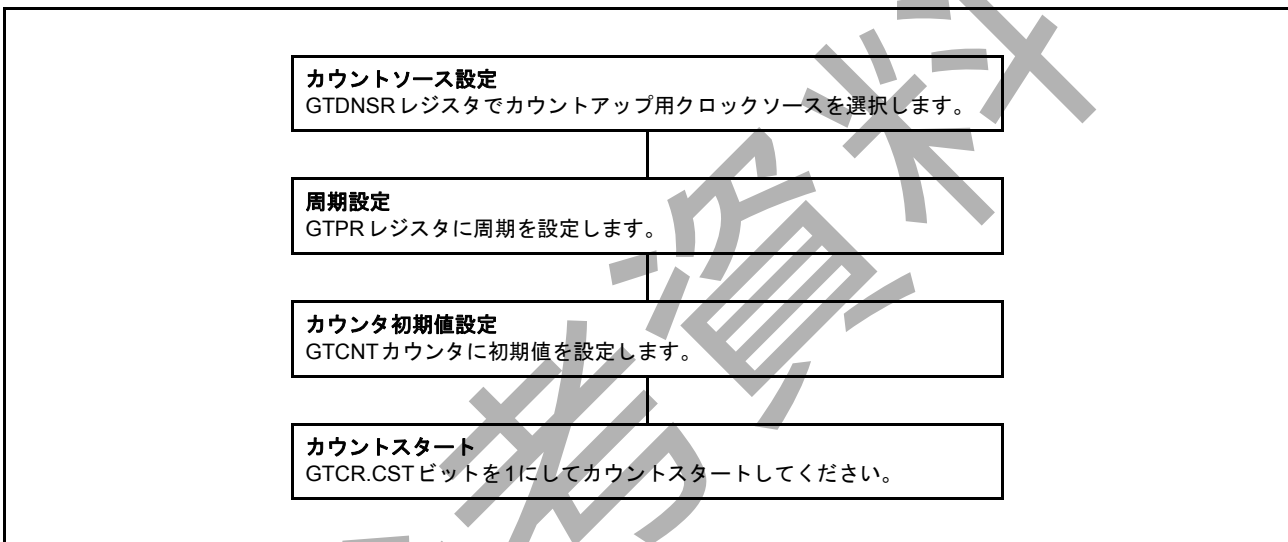 カウントソース設定
GTDNSRレジスタでカウントアップ用クロックソースを選択します。
周期設定
GTPRレジスタに周期を設定します。
カウンタ初期値設定
GTCNTカウンタに初期値を設定します。
カウントスタート
GTCR.CSTビットを1にしてカウントスタートしてください。
考資料